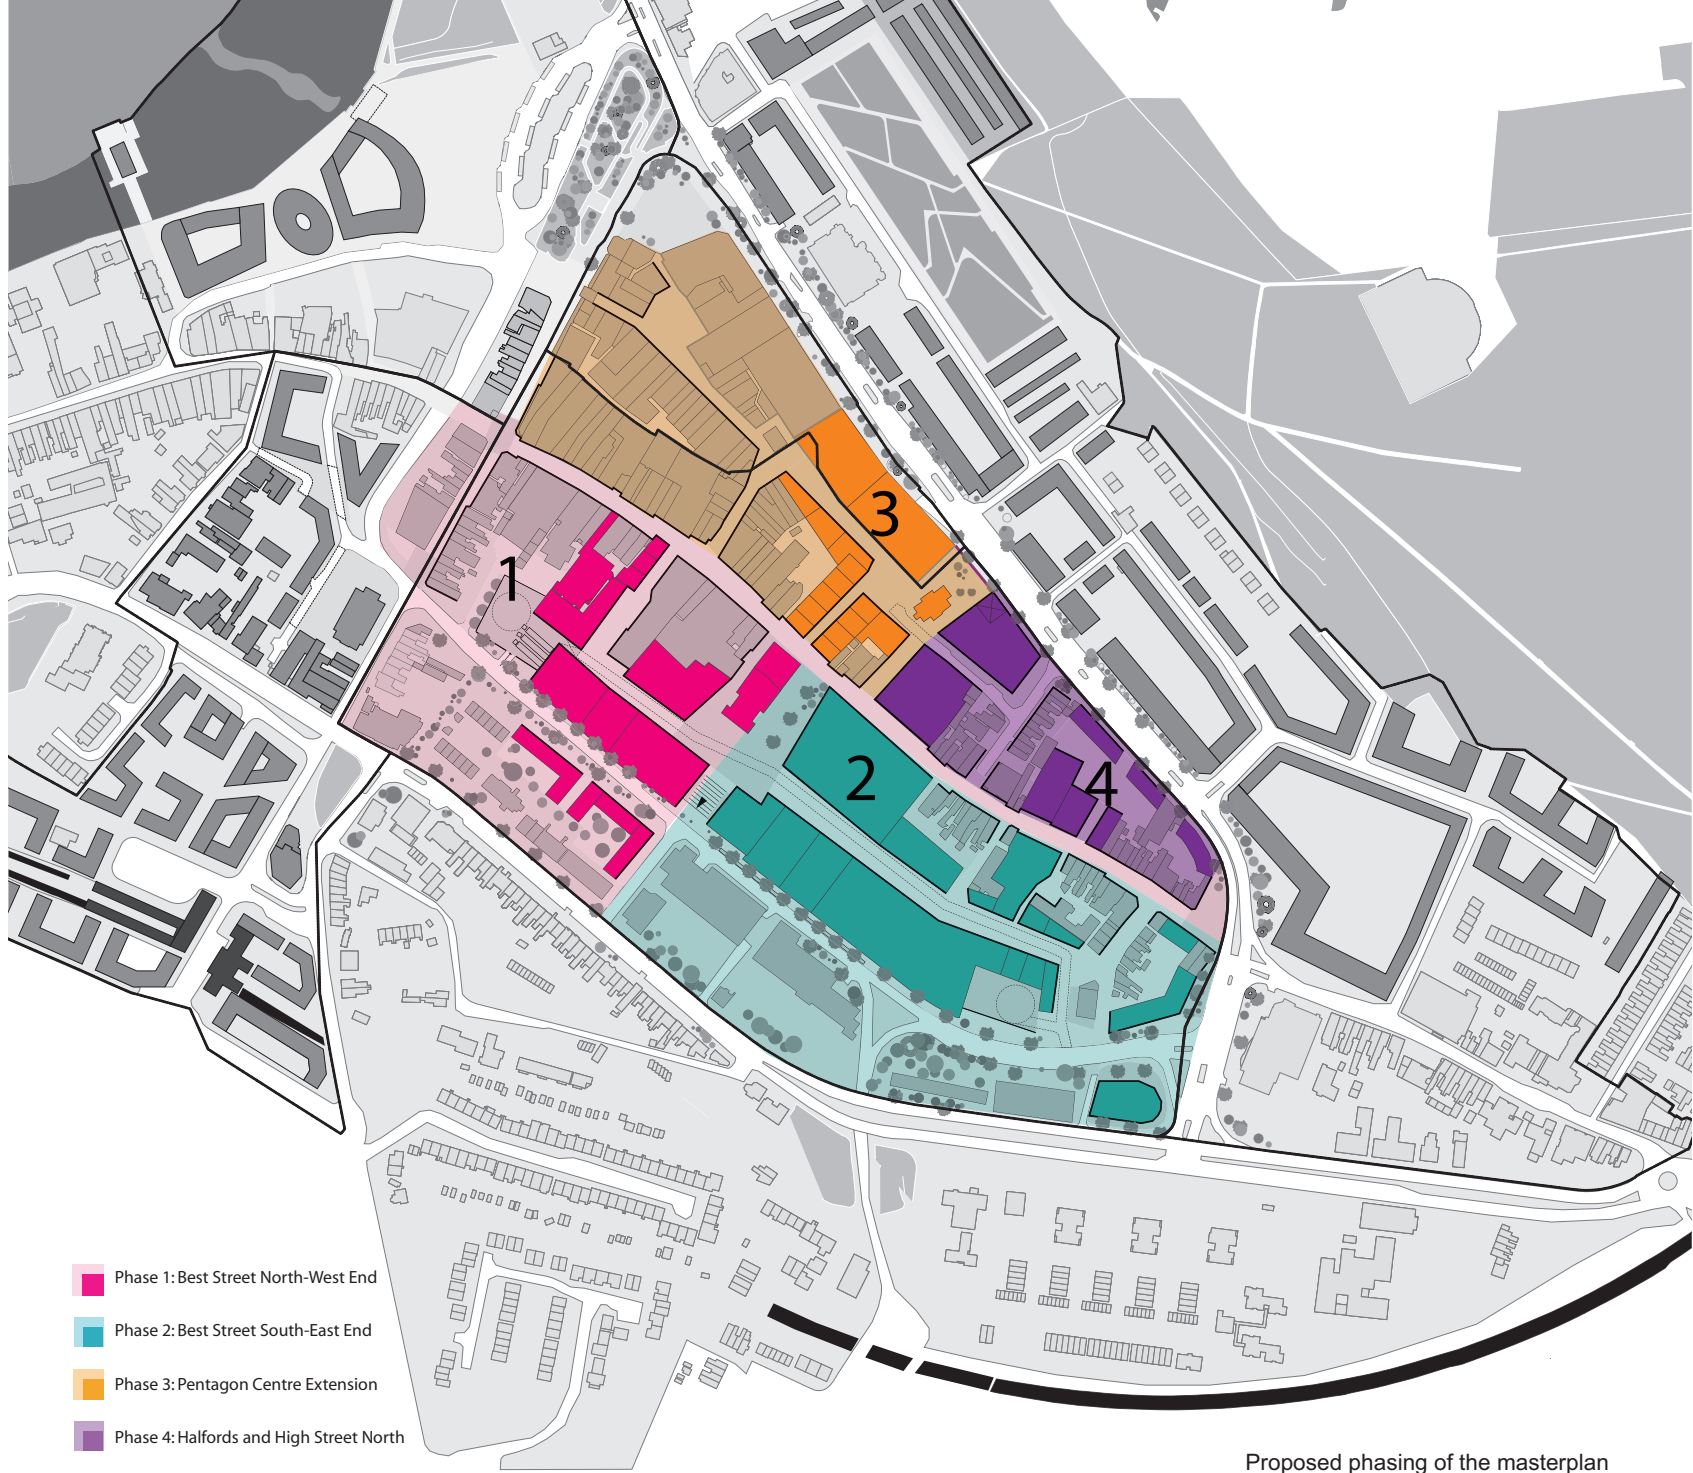 3
1
2
4
Phase 1: Best Street North-West End
Phase 2: Best Street South-East End
Phase 3: Pentagon Centre Extension
Phase 4: Halfords and High Street North
Proposed phasing of the masterplan